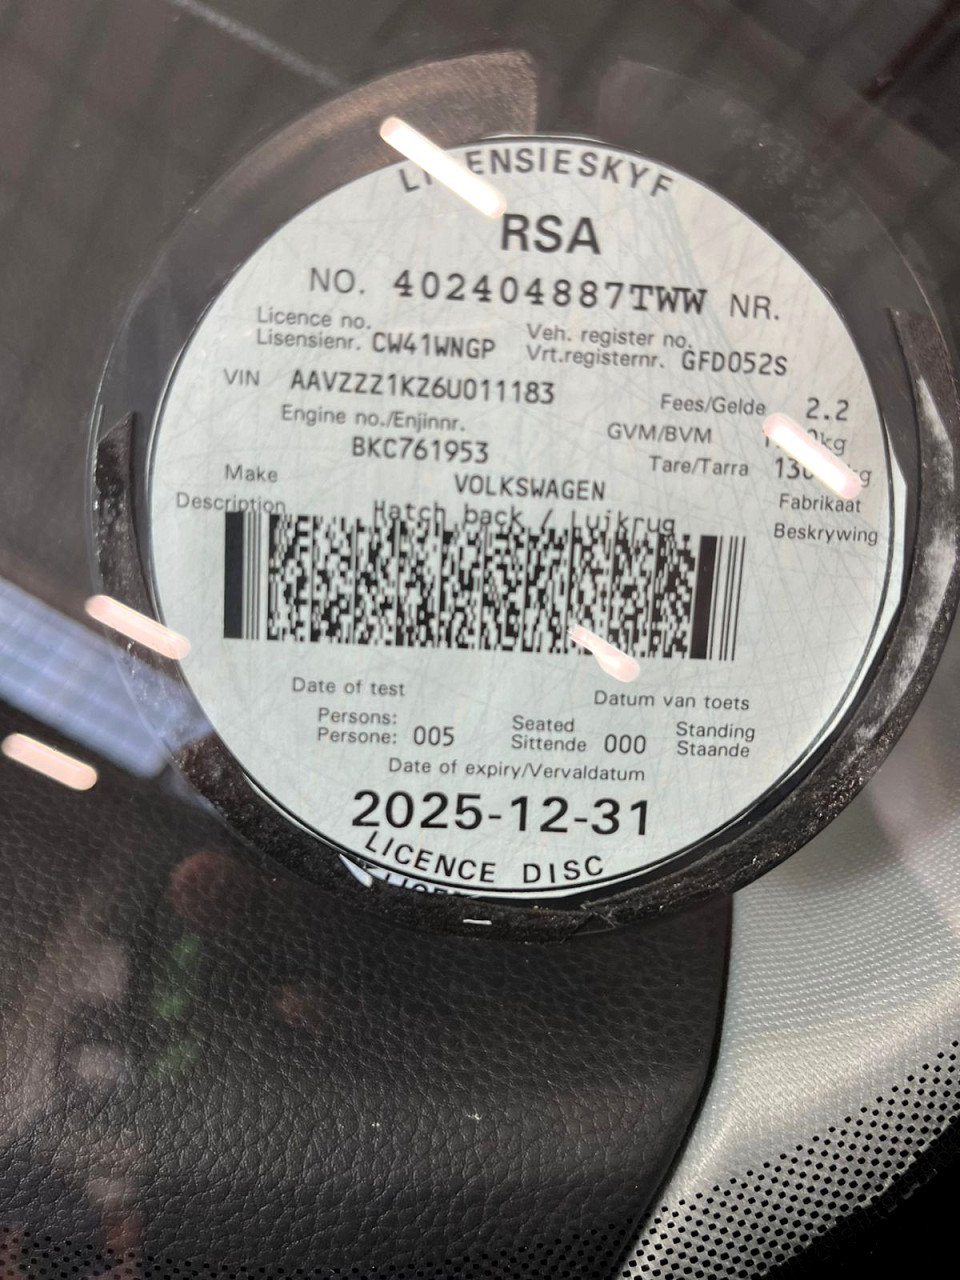 RSA
NO. 402404887TWW NR.
Licence no. Veh. register no.
Lisensienr. CW41WNGP Vrt.registernr. GFD052S
VIN AAVZZZ1KZ6U011183 Fees/Gelde 2.2
Engine no./Enjinnr. GVM/BVM
BKC761953 Tare/Tarra
Make VOLKSWAGEN Fabrikaat
Description Hatch back / Luikrug Beskrywing
Date of test Datum van toets
Persons: Seated Standing
Persone: 005 Sittende 000 Staande
Date of expiry/Vervaldatum
2025-12-31
LICENCE DISC